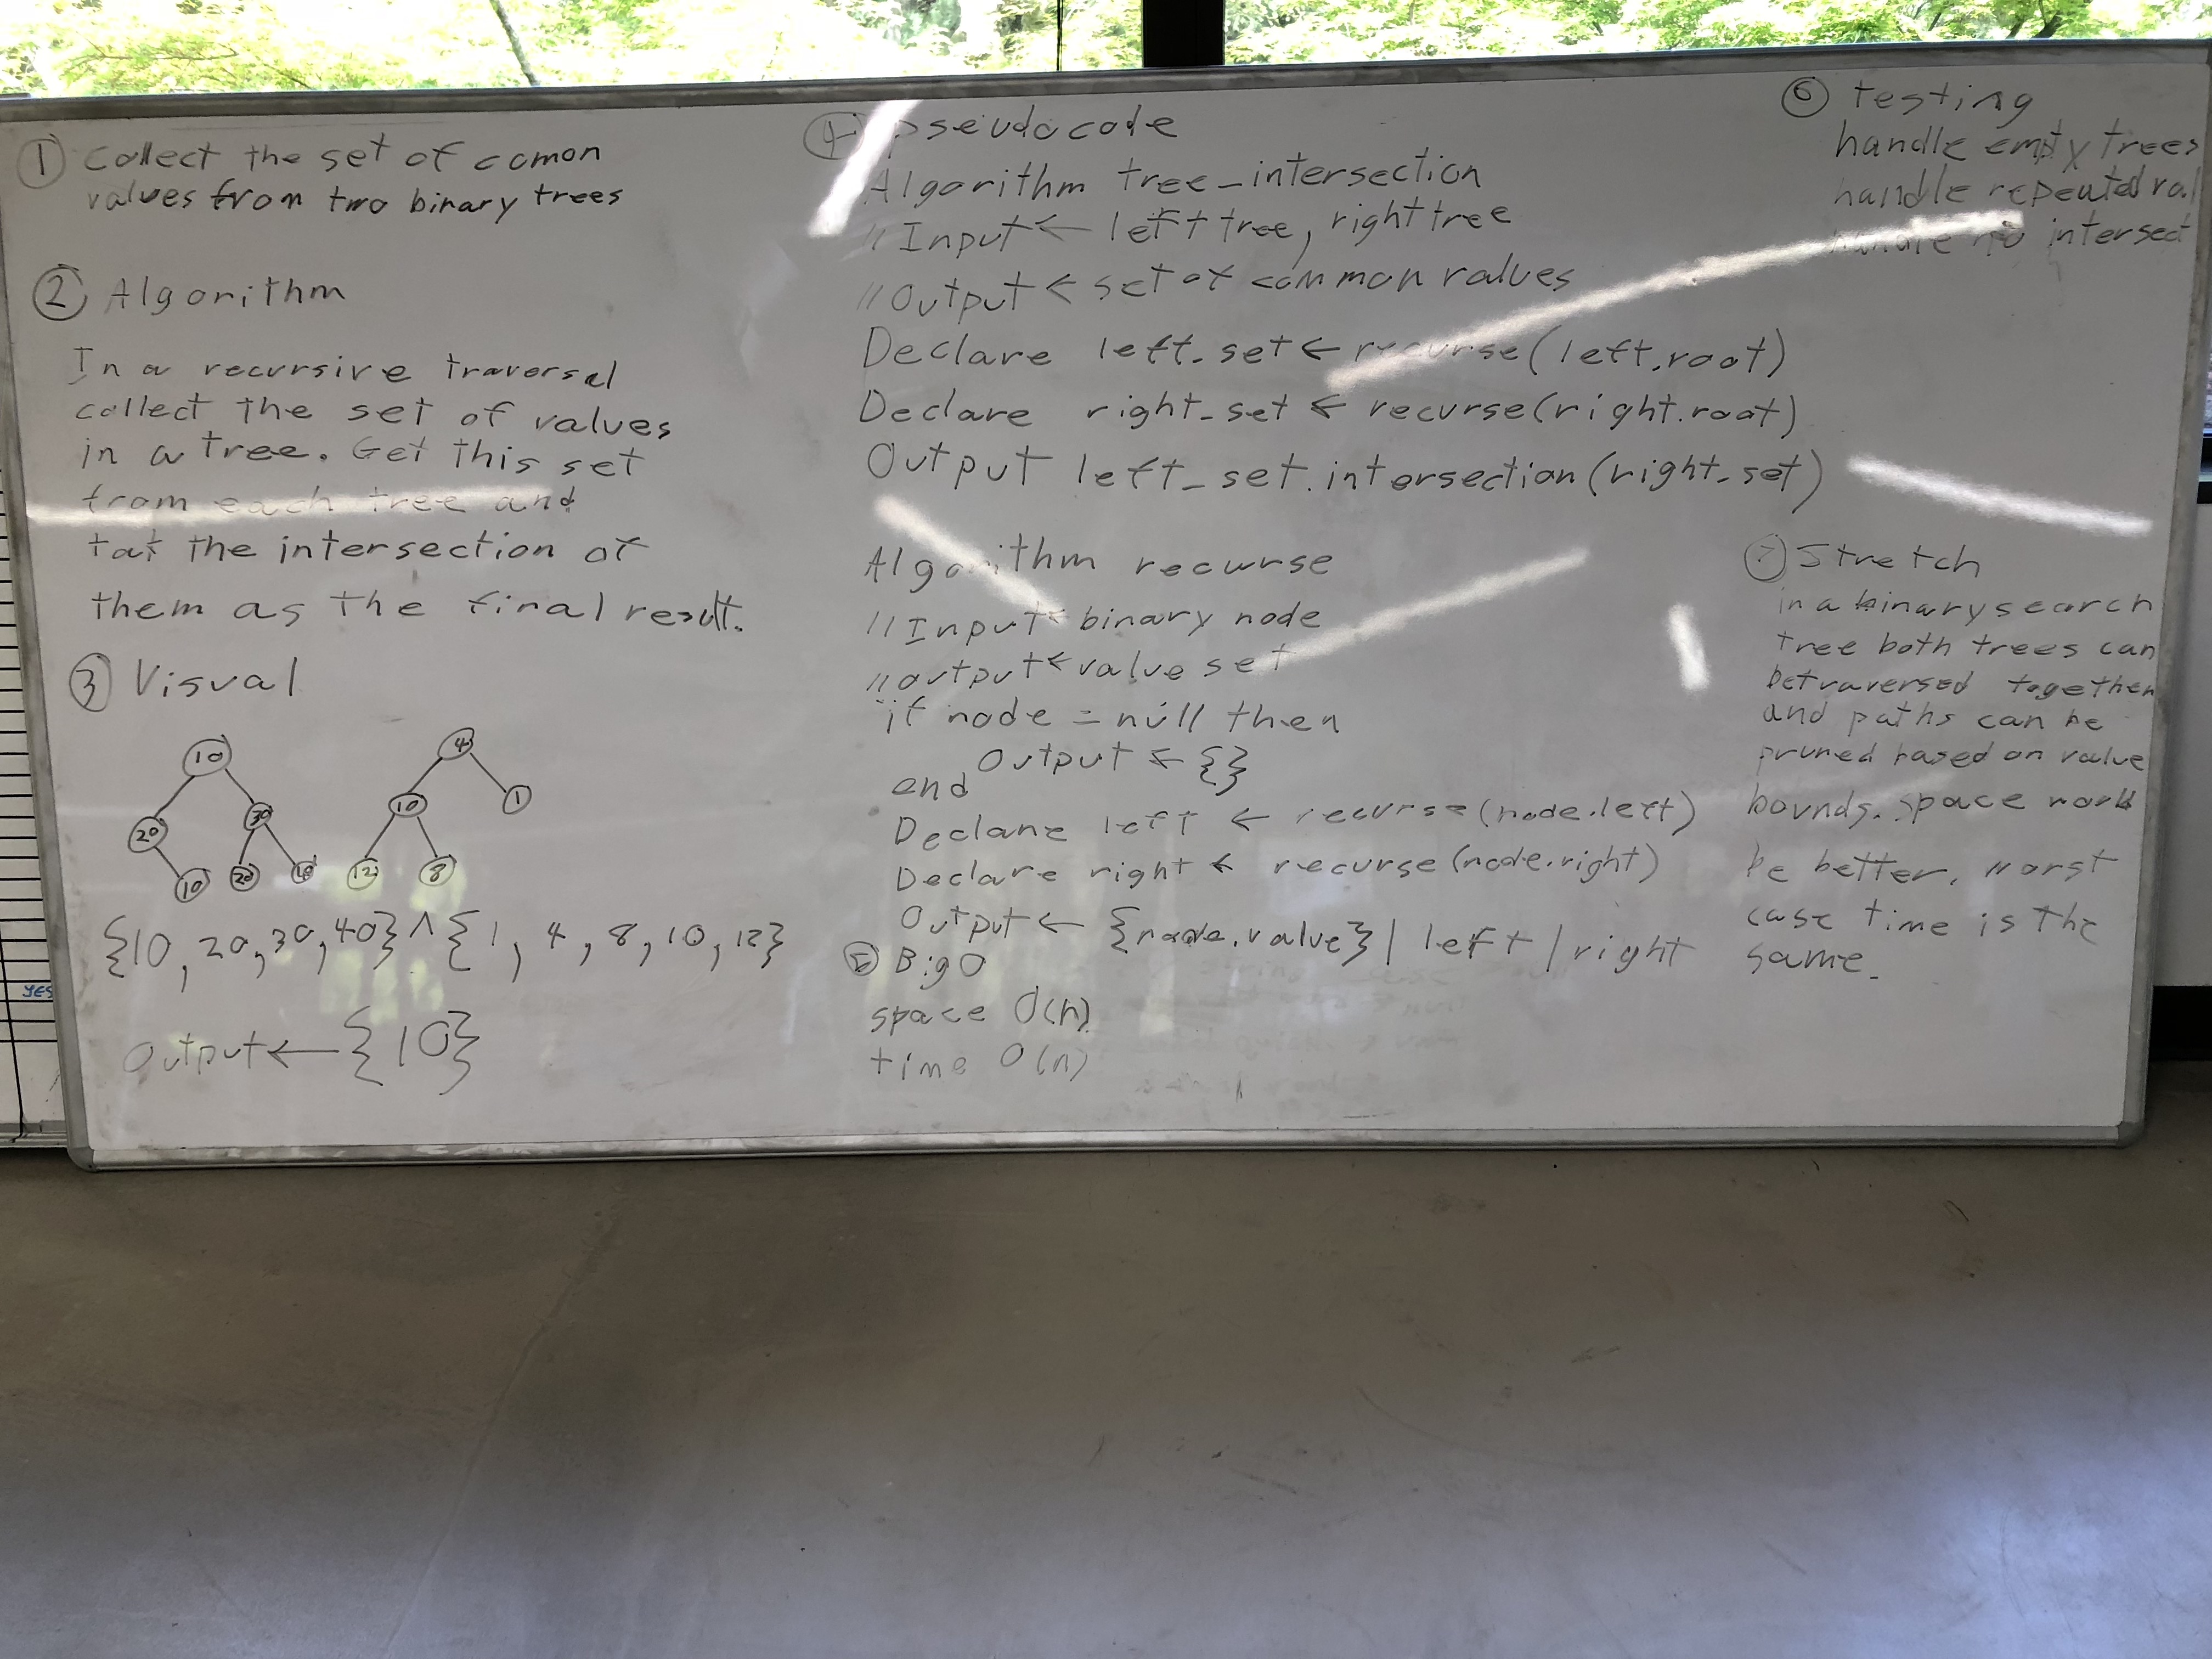 ① Collect the set of comon
values from two binary trees
② Algorithm
In a recursive traversal
collect the set of values
in a tree. Get this set
from each tree and
the intersection of
them as the final result.
③ Visual
10
20 30
10 20 40
4
10 1
12 8
{10, 20, 30, 40} ^ { 1, 4, 8, 10, 12}
Output ← {10}
④ pseudocode
Algorithm tree_intersection
// Input ← left tree, right tree
// Output ← set of common values
Declare left_set ← recurse(left.root)
Declare right_set ← recurse(right.root)
Output left_set.intersection(right_set)
Algorithm recurse
// Input ← binary node
// output ← value set
if node = null then
Output ← {}
end
Declare left ← recurse(node.left)
Declare right ← recurse(node.right)
Output ← {node.value} | left | right
⑤ Big O
space O(n)
time O(n)
⑥ testing
handle empty trees
handle repeated val
handle no intersect
⑦ Stretch
in a binary search
tree both trees can
be traversed together
and paths can be
pruned based on value
bounds. space
be better, worst
case time is the
same.
YES